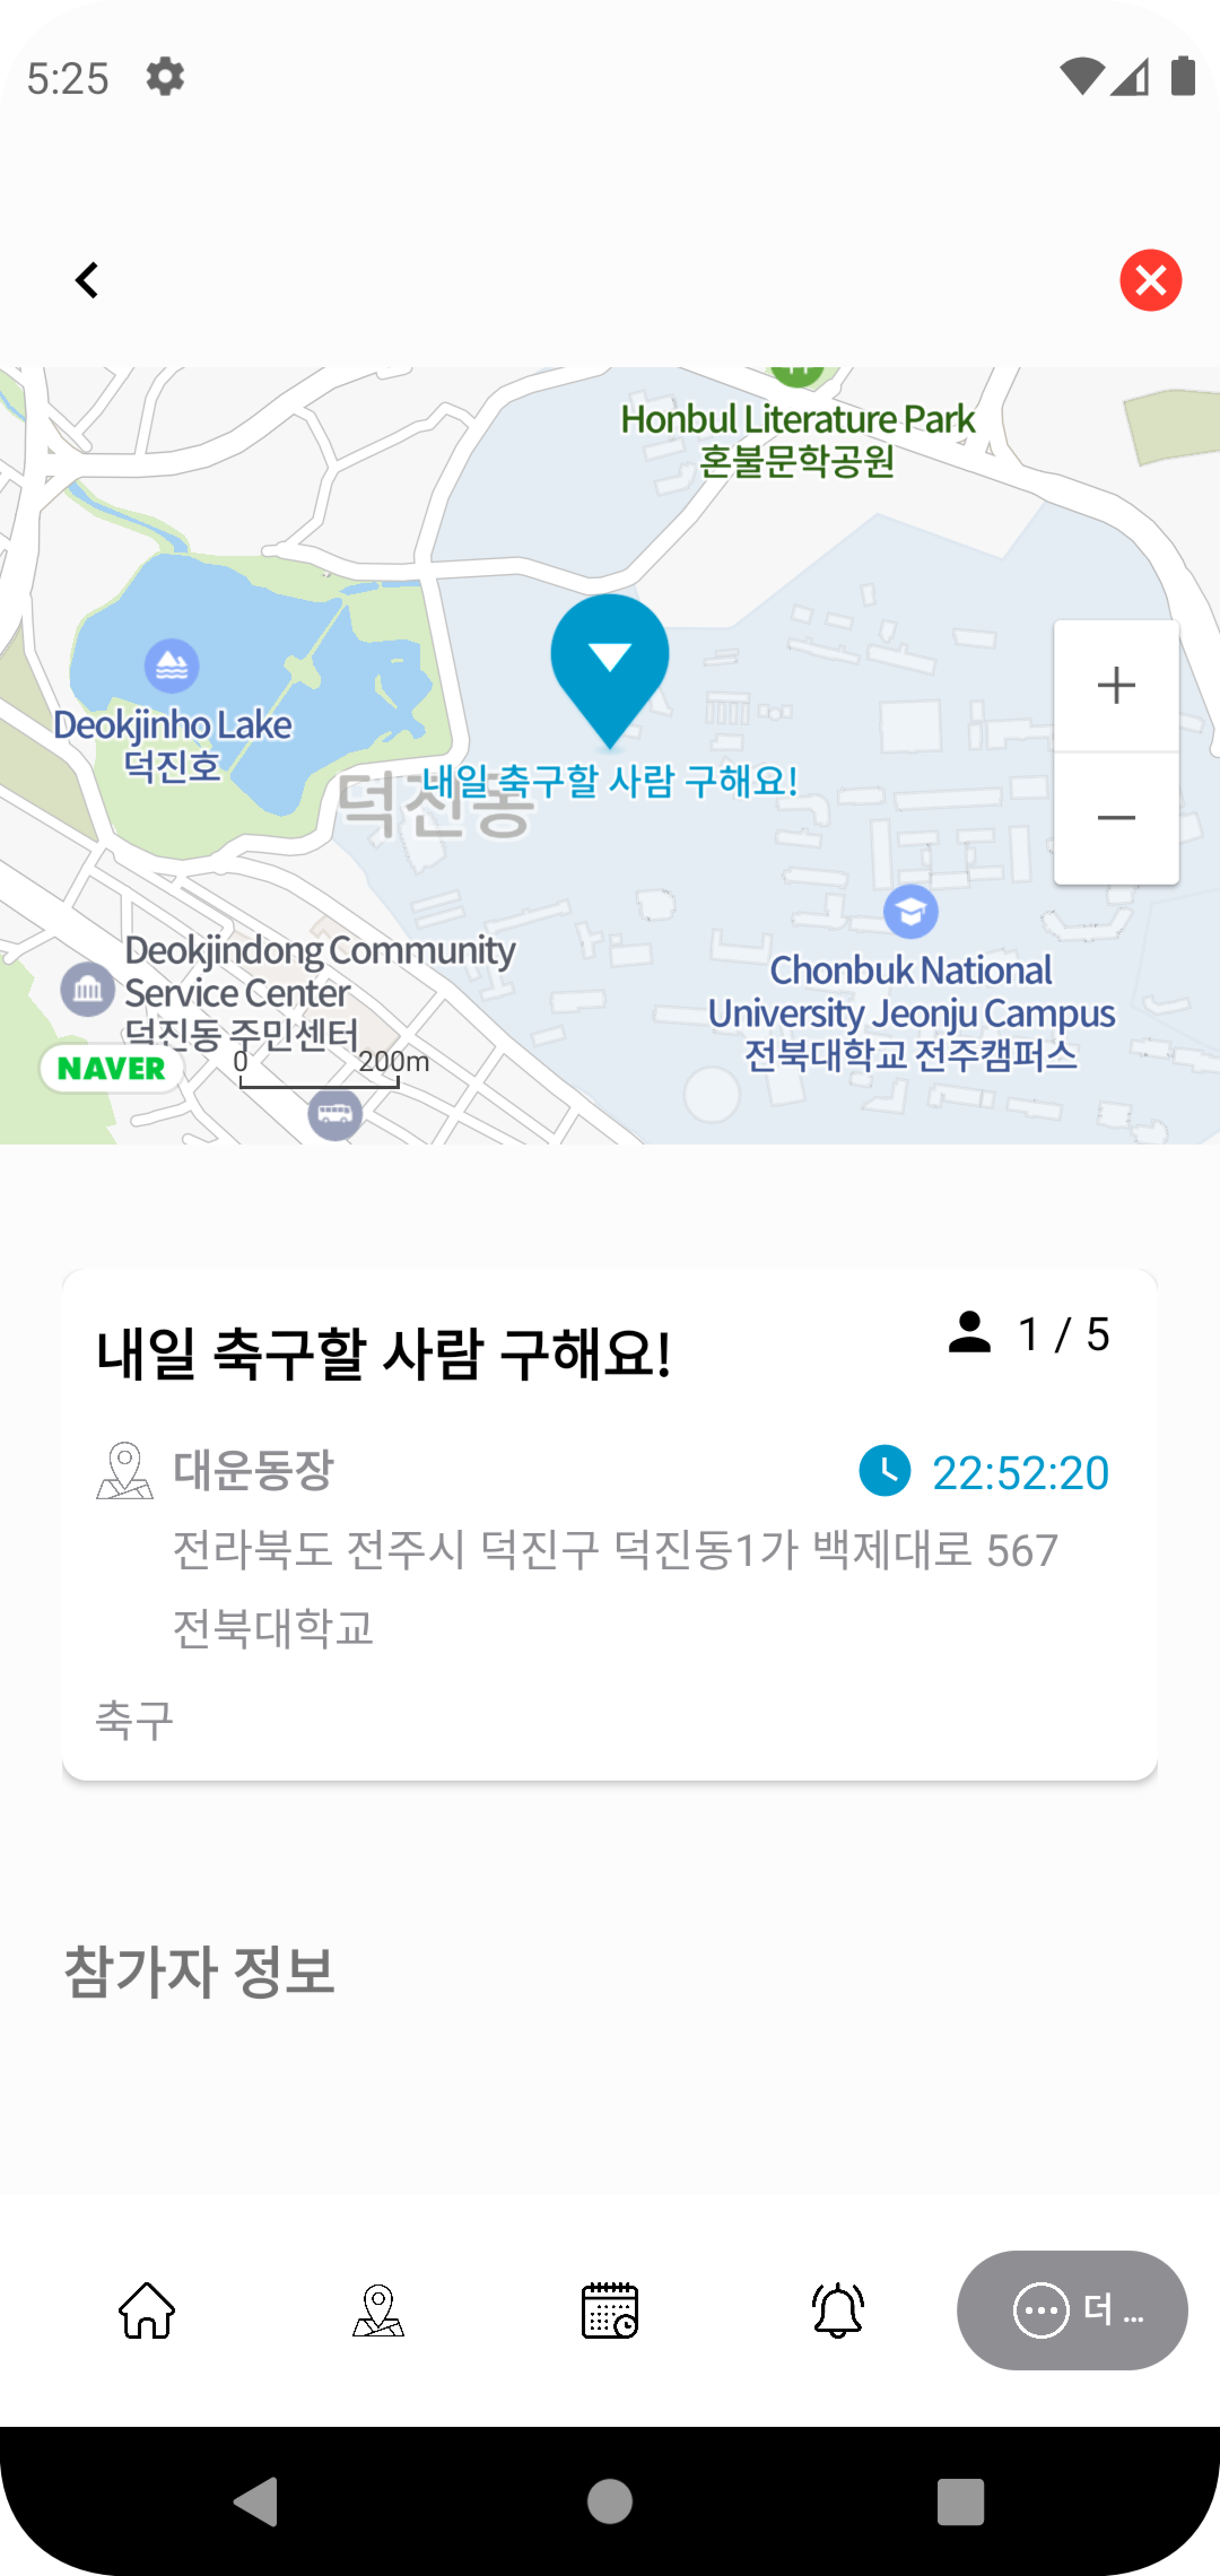 5:25
Honbul Literature Park
혼불문학공원
Deokjinho Lake
덕진호
내일 축구할 사람 구해요!
덕진동
Deokjindong Community
Service Center
덕진동 주민센터
Chonbuk National
University Jeonju Campus
전북대학교 전주캠퍼스
NAVER
0 200m
내일 축구할 사람 구해요!
1 / 5
대운동장
22:52:20
전라북도 전주시 덕진구 덕진동1가 백제대로 567
전북대학교
축구
참가자 정보
더 ...